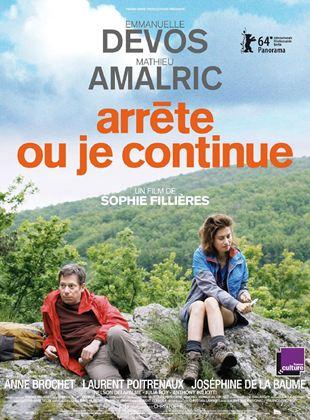 EMMANUELLE
DEVOS
MATHIEU
AMALRIC
64e
Panorama
arrête
ou je continue
UN FILM DE
SOPHIE FILLIÈRES
france
culture
ANNE BROCHET LAURENT POITRENAUX JOSÉPHINE DE LA BAUME